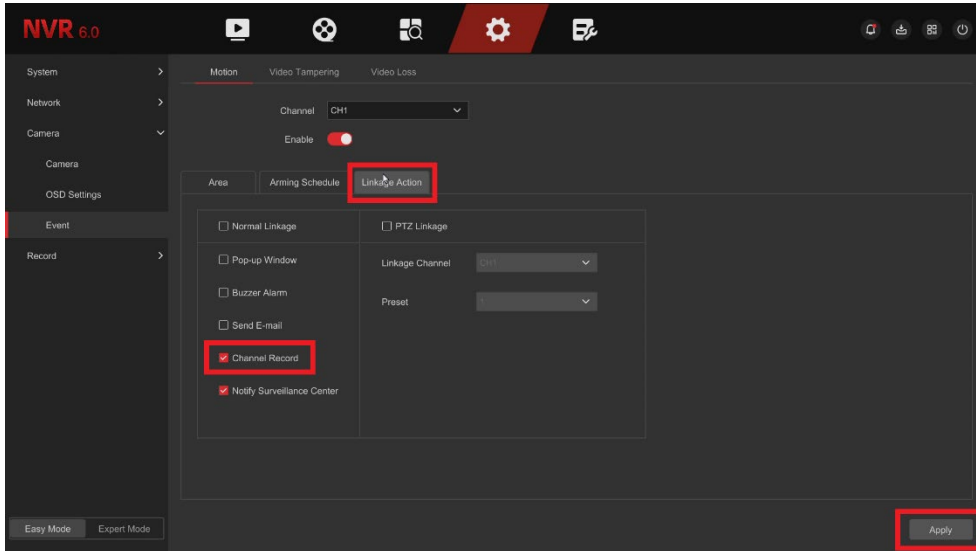 NVR 6.0
System
Network
Camera
Camera
OSD Settings
Event
Record
Easy Mode Expert Mode
Motion Video Tampering Video Loss
Channel CH1
Enable
Area Arming Schedule Linkage Action
Normal Linkage PTZ Linkage
Pop-up Window Linkage Channel CH1
Buzzer Alarm
Preset 1
Send E-mail
Channel Record
Notify Surveillance Center
Apply